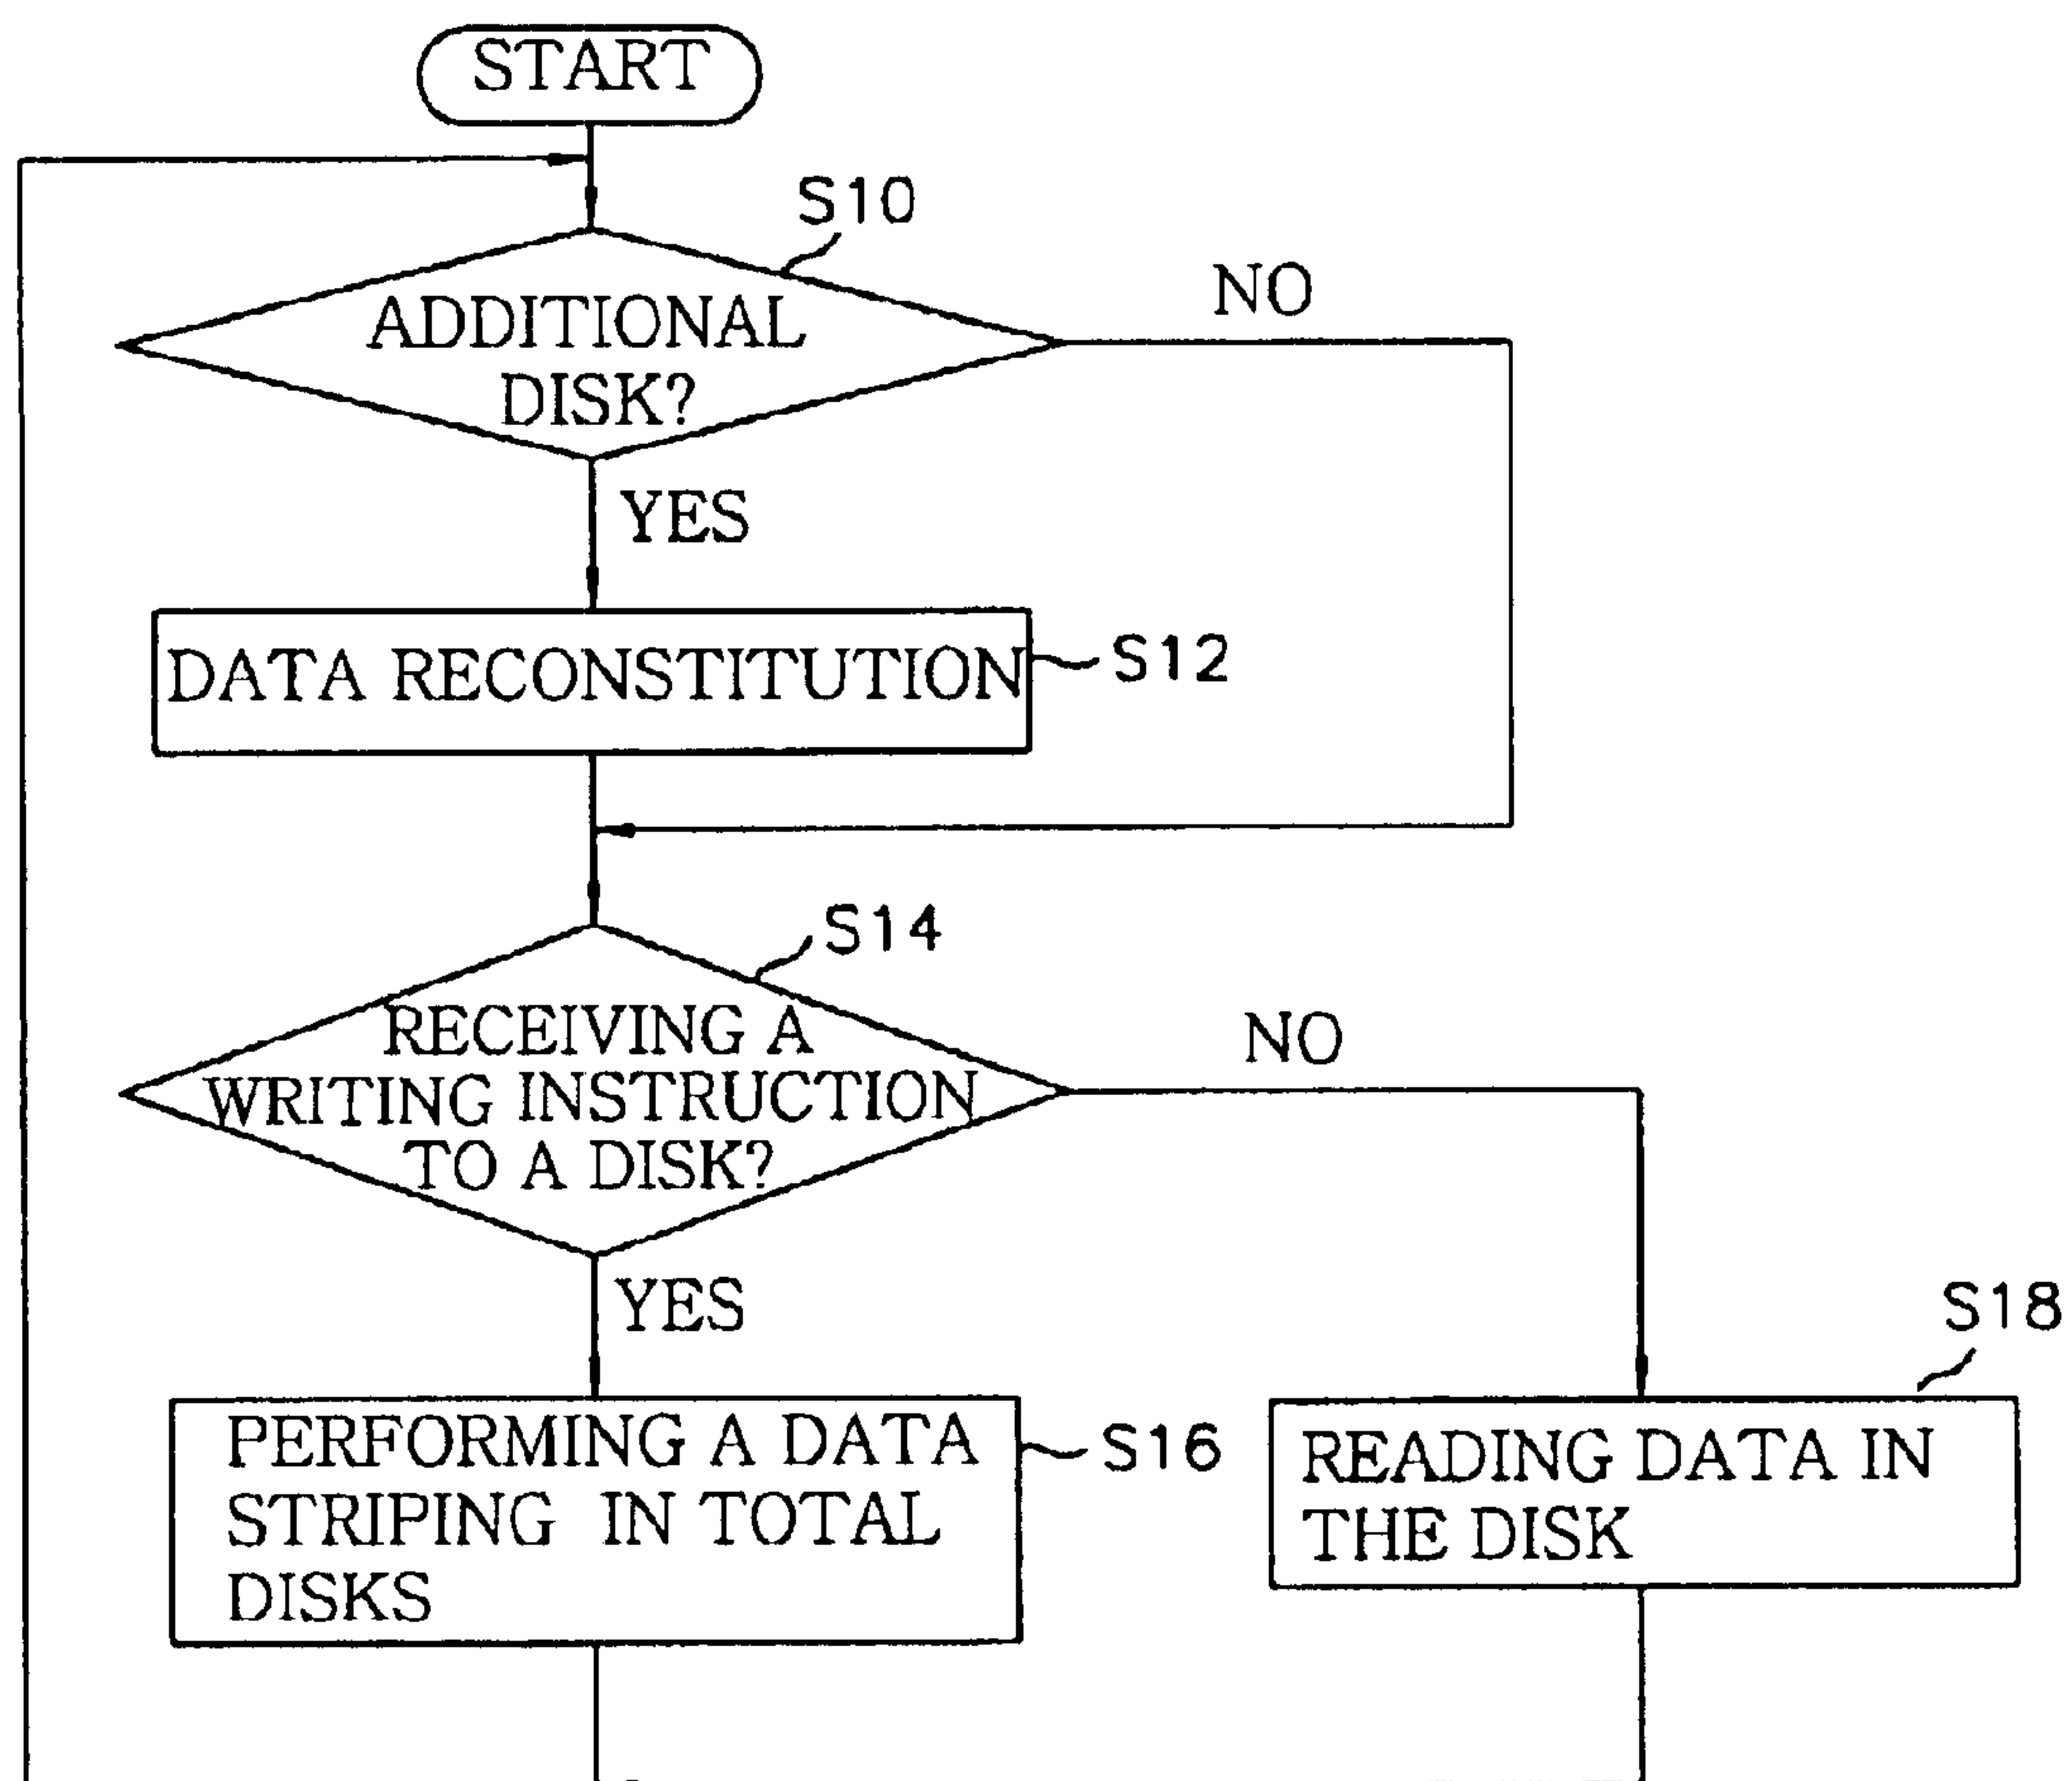 START
S10
NO
ADDITIONAL
DISK?
YES
DATA RECONSTITUTION
S12
S14
RECEIVING A
WRITING INSTRUCTION
TO A DISK?
NO
YES
S18
PERFORMING A DATA
STRIPING IN TOTAL
DISKS
S16
READING DATA IN
THE DISK